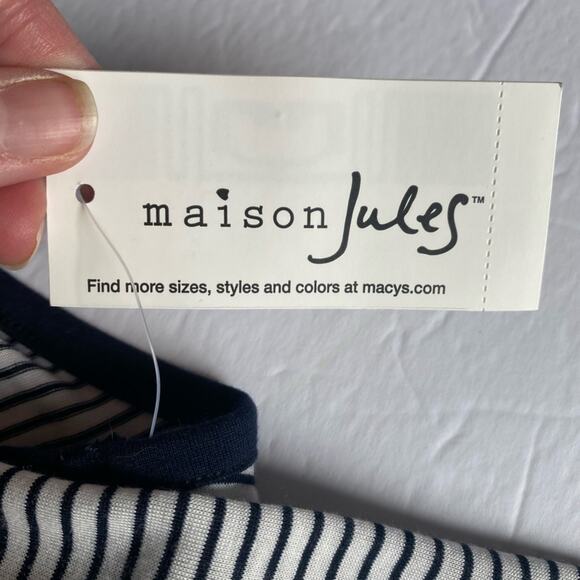 maison Jules™
Find more sizes, styles and colors at macys.com